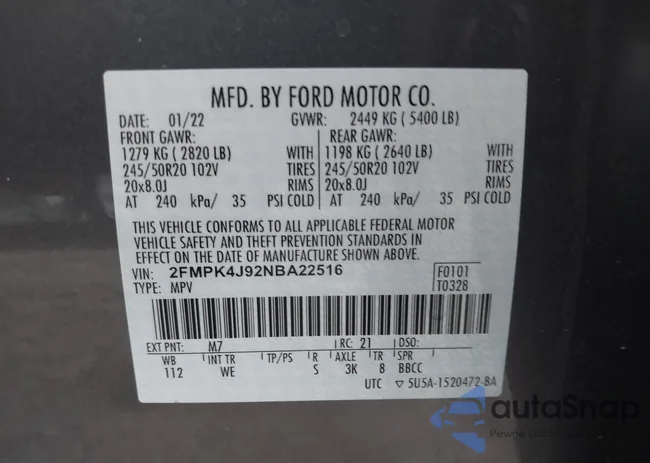 MFD. BY FORD MOTOR CO.
DATE: 01/22 GVWR: 2449 KG ( 5400 LB)
FRONT GAWR: REAR GAWR:
1279 KG ( 2820 LB) WITH 1198 KG ( 2640 LB) WITH
245/50R20 102V TIRES 245/50R20 102V TIRES
20x8.0J RIMS 20x8.0J RIMS
AT 240 kPa/ 35 PSI COLD AT 240 kPa/ 35 PSI COLD
THIS VEHICLE CONFORMS TO ALL APPLICABLE FEDERAL MOTOR
VEHICLE SAFETY AND THEFT PREVENTION STANDARDS IN
EFFECT ON THE DATE OF MANUFACTURE SHOWN ABOVE.
VIN: 2FMPK4J92NBA22516 F0101
TYPE: MPV T0328
EXT PNT: M7 RC: 21 DSO:
WB INT TR TP/PS R AXLE TR SPR
112 WE S 3K 8 BBCC
UTC ▽ 5U5A-1520472-BA
autoSnap
Pewne auto